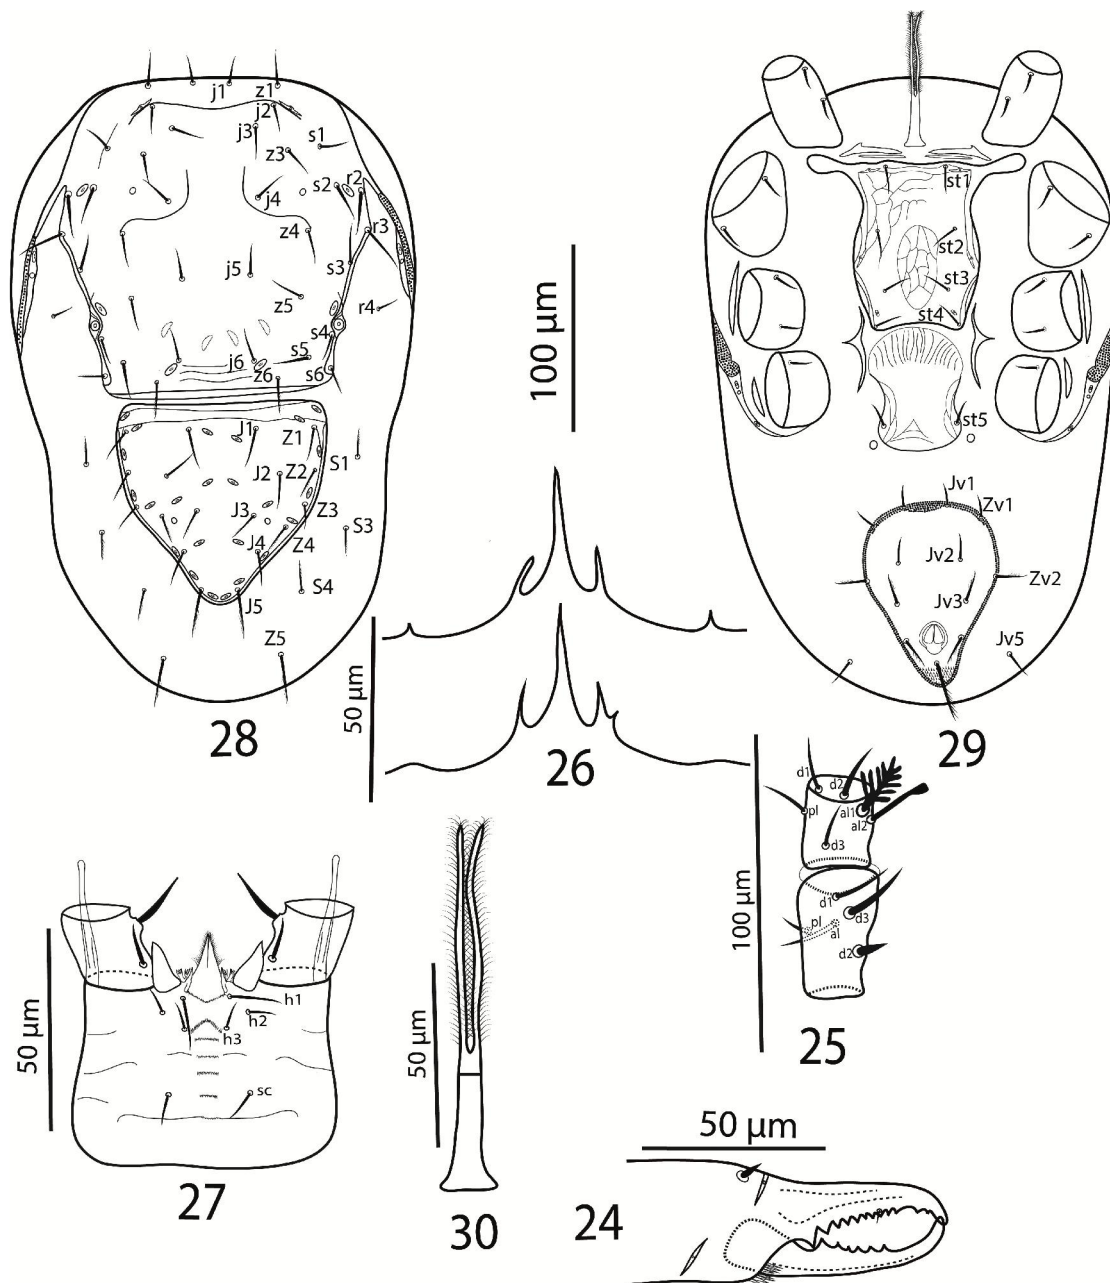 j1 z1
j2
j3 s1
z3
s2 r2
j4
z4 r3
j5 s3
z5 r4
s4
j6 s5
z6 s6
J1 Z1
S1
J2 Z2
J3 Z3
S3
J4 Z4
J5 S4
Z5
28
100 µm
st1
st2
st3
st4
st5
Jv1
Zv1
Jv2
Zv2
Jv3
Jv5
29
50 µm
26
d1
d2
pl al1
al2
d3
d1
pl d3
al
d2
100 µm
25
50 µm
h1
h2
h3
sc
27
50 µm
30
50 µm
24